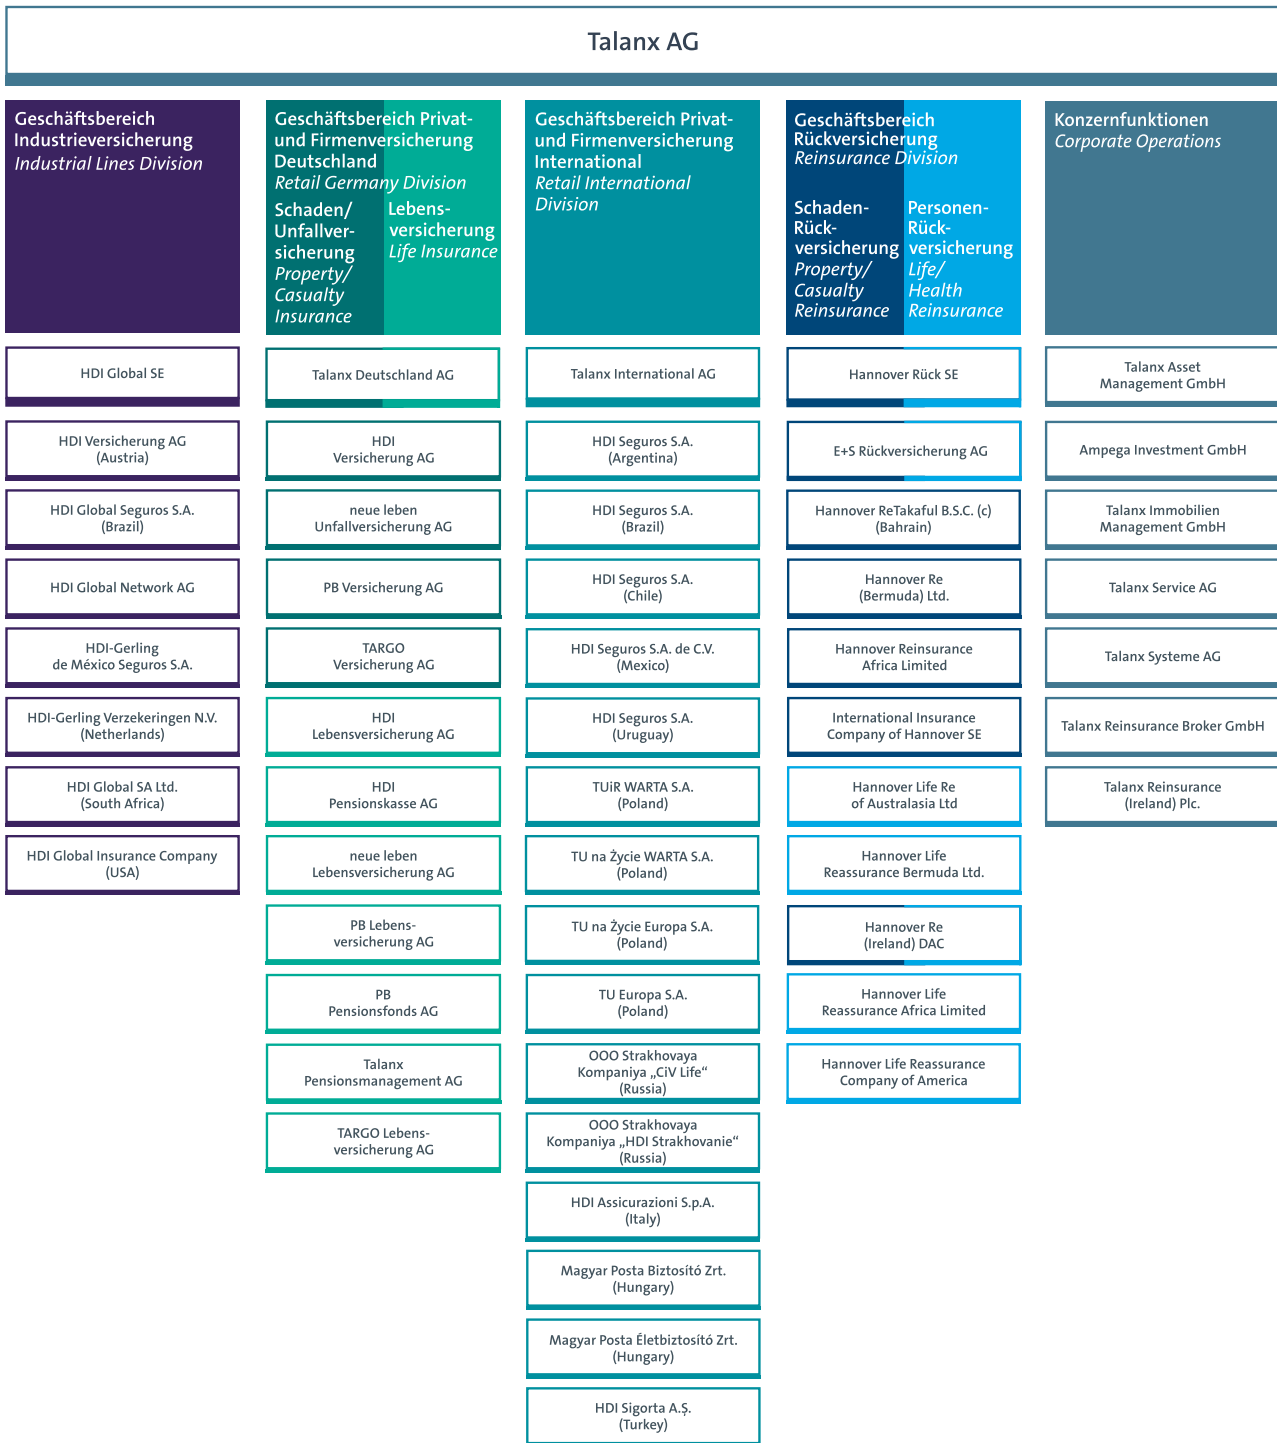 Talanx AG
Geschäftsbereich
Industrieversicherung
Industrial Lines Division
Geschäftsbereich Privat-
und Firmenversicherung
Deutschland
Retail Germany Division
Schaden/
Unfallver-
sicherung
Property/
Casualty
Insurance
Lebens-
versicherung
Life Insurance
Geschäftsbereich Privat-
und Firmenversicherung
International
Retail International
Division
Geschäftsbereich
Rückversicherung
Reinsurance Division
Schaden-
Rück-
versicherung
Property/
Casualty
Reinsurance
Personen-
Rück-
versicherung
Life/
Health
Reinsurance
Konzernfunktionen
Corporate Operations
HDI Global SE
HDI Versicherung AG
(Austria)
HDI Global Seguros S.A.
(Brazil)
HDI Global Network AG
HDI-Gerling
de México Seguros S.A.
HDI-Gerling Verzekeringen N.V.
(Netherlands)
HDI Global SA Ltd.
(South Africa)
HDI Global Insurance Company
(USA)
Talanx Deutschland AG
HDI
Versicherung AG
neue leben
Unfallversicherung AG
PB Versicherung AG
TARGO
Versicherung AG
HDI
Lebensversicherung AG
HDI
Pensionskasse AG
neue leben
Lebensversicherung AG
PB Lebens-
versicherung AG
PB
Pensionsfonds AG
Talanx
Pensionsmanagement AG
TARGO Lebens-
versicherung AG
Talanx International AG
HDI Seguros S.A.
(Argentina)
HDI Seguros S.A.
(Brazil)
HDI Seguros S.A.
(Chile)
HDI Seguros S.A. de C.V.
(Mexico)
HDI Seguros S.A.
(Uruguay)
TUiR WARTA S.A.
(Poland)
TU na Życie WARTA S.A.
(Poland)
TU na Życie Europa S.A.
(Poland)
TU Europa S.A.
(Poland)
OOO Strakhovaya
Kompaniya „CiV Life“
(Russia)
OOO Strakhovaya
Kompaniya „HDI Strakhovanie“
(Russia)
HDI Assicurazioni S.p.A.
(Italy)
Magyar Posta Biztosító Zrt.
(Hungary)
Magyar Posta Életbiztosító Zrt.
(Hungary)
HDI Sigorta A.Ş.
(Turkey)
Hannover Rück SE
E+S Rückversicherung AG
Hannover ReTakaful B.S.C. (c)
(Bahrain)
Hannover Re
(Bermuda) Ltd.
Hannover Reinsurance
Africa Limited
International Insurance
Company of Hannover SE
Hannover Life Re
of Australasia Ltd
Hannover Life
Reassurance Bermuda Ltd.
Hannover Re
(Ireland) DAC
Hannover Life
Reassurance Africa Limited
Hannover Life Reassurance
Company of America
Talanx Asset
Management GmbH
Ampega Investment GmbH
Talanx Immobilien
Management GmbH
Talanx Service AG
Talanx Systeme AG
Talanx Reinsurance Broker GmbH
Talanx Reinsurance
(Ireland) Plc.